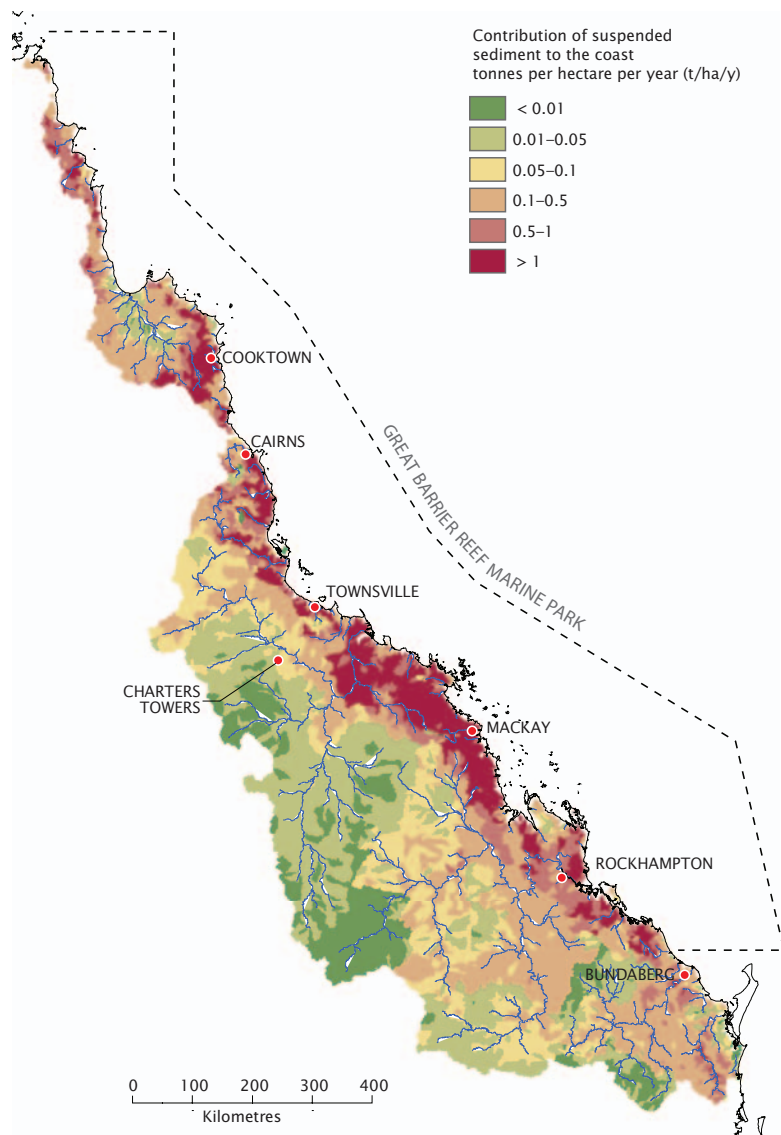 Contribution of suspended
sediment to the coast
tonnes per hectare per year (t/ha/y)
< 0.01
0.01–0.05
0.05–0.1
0.1–0.5
0.5–1
> 1
COOKTOWN
CAIRNS
GREAT BARRIER REEF MARINE PARK
TOWNSVILLE
CHARTERS
TOWERS
MACKAY
ROCKHAMPTON
BUNDABERG
0 100 200 300 400
Kilometres